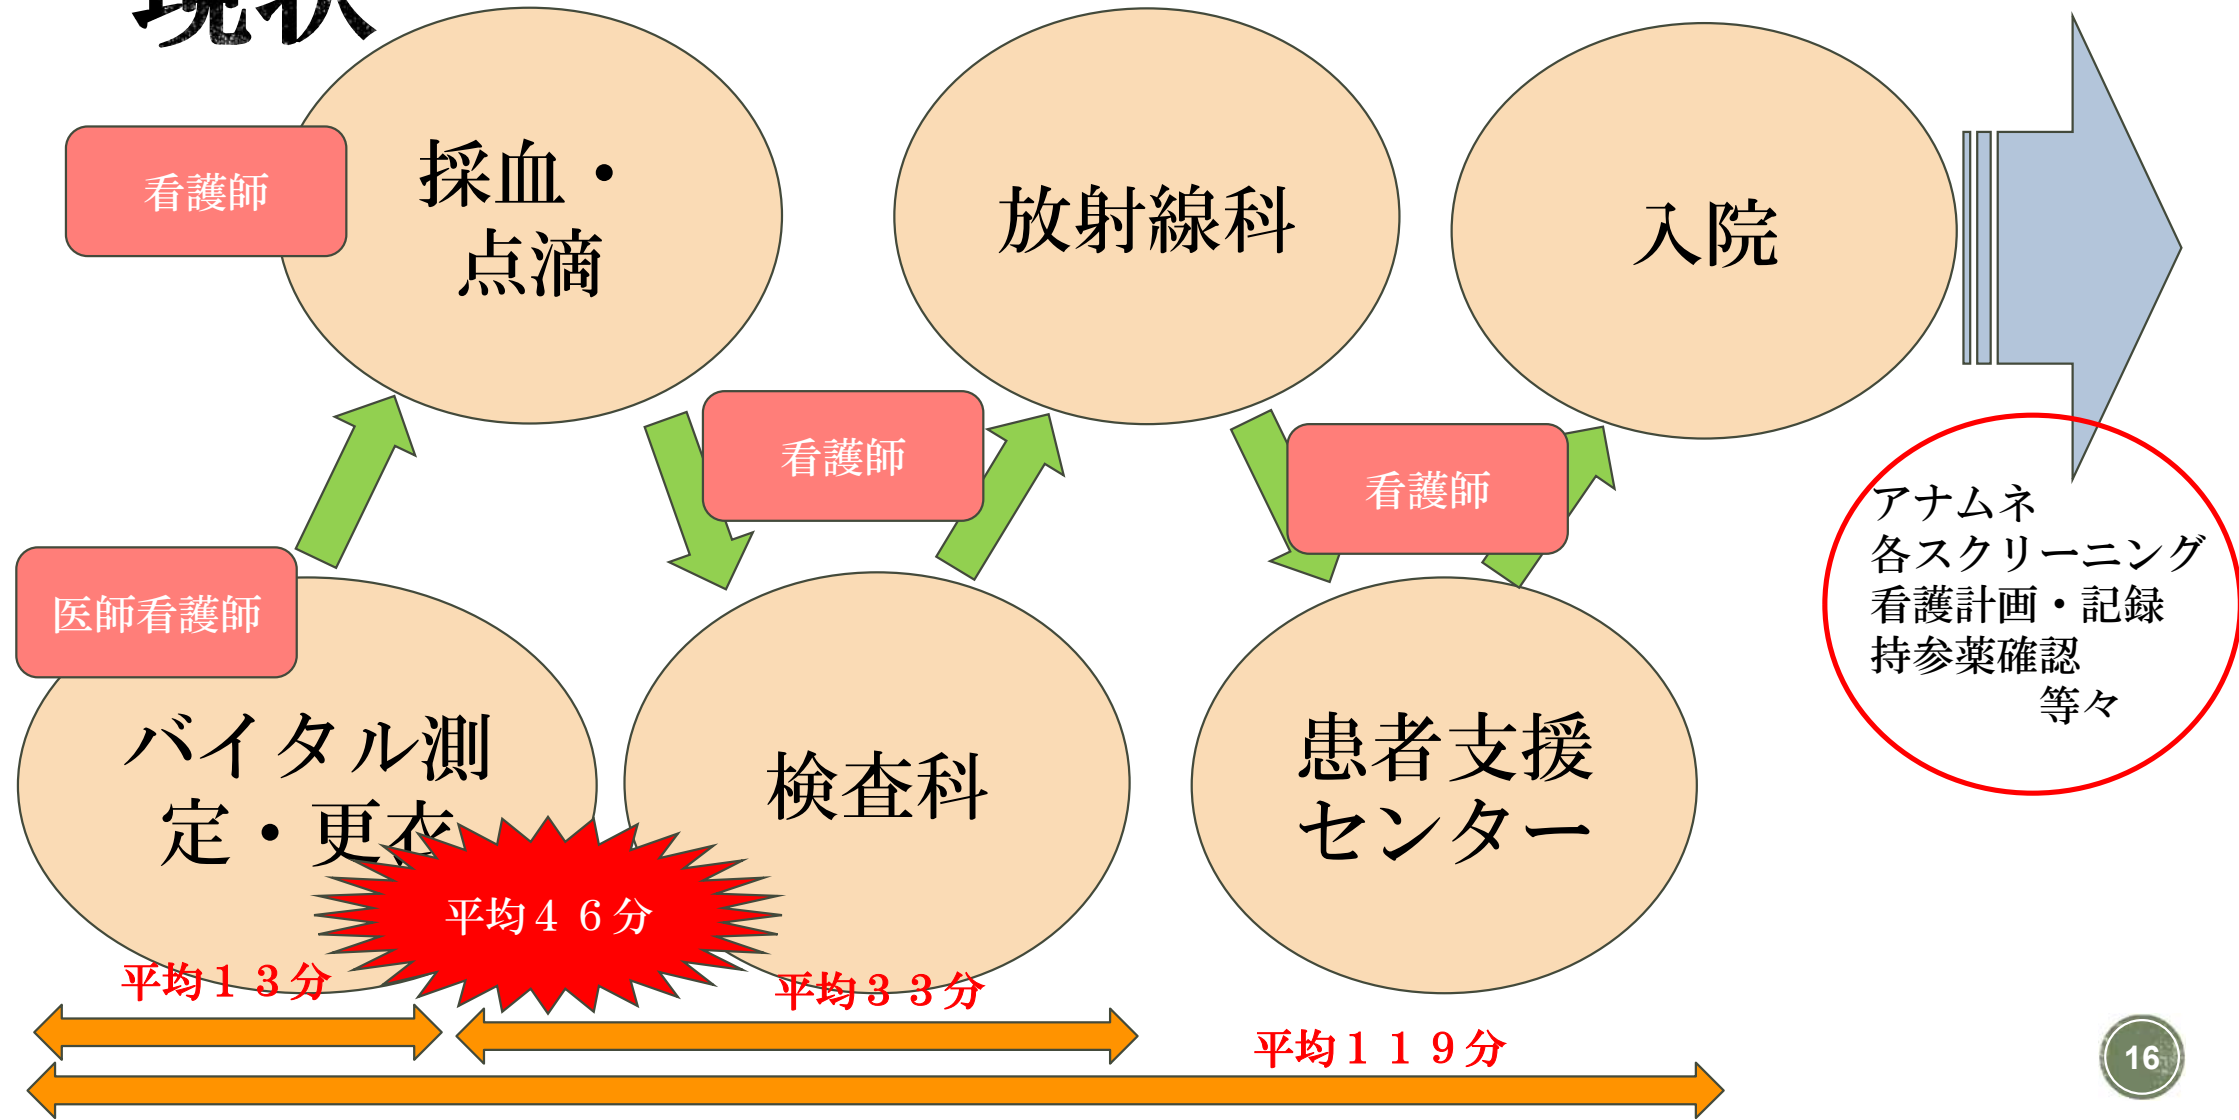 現状
採血・
点滴
放射線科
入院
看護師
看護師
看護師
医師看護師
アナムネ
各スクリーニング
看護計画・記録
持参薬確認
等々
バイタル測
定・更衣
検査科
患者支援
センター
平均４６分
平均１３分
平均３３分
平均１１９分
16